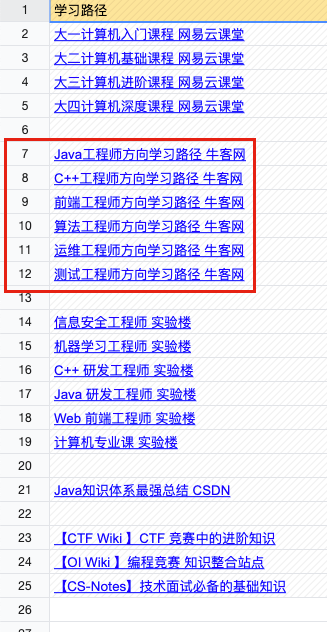 1 学习路径
2 大一计算机入门课程 网易云课堂
3 大二计算机基础课程 网易云课堂
4 大三计算机进阶课程 网易云课堂
5 大四计算机深度课程 网易云课堂
6
7 Java工程师方向学习路径 牛客网
8 C++工程师方向学习路径 牛客网
9 前端工程师方向学习路径 牛客网
10 算法工程师方向学习路径 牛客网
11 运维工程师方向学习路径 牛客网
12 测试工程师方向学习路径 牛客网
13
14 信息安全工程师 实验楼
15 机器学习工程师 实验楼
16 C++ 研发工程师 实验楼
17 Java 研发工程师 实验楼
18 Web 前端工程师 实验楼
19 计算机专业课 实验楼
20
21 Java知识体系最强总结 CSDN
22
23 【CTF Wiki 】CTF 竞赛中的进阶知识
24 【OI Wiki 】编程竞赛 知识整合站点
25 【CS-Notes】技术面试必备的基础知识
26